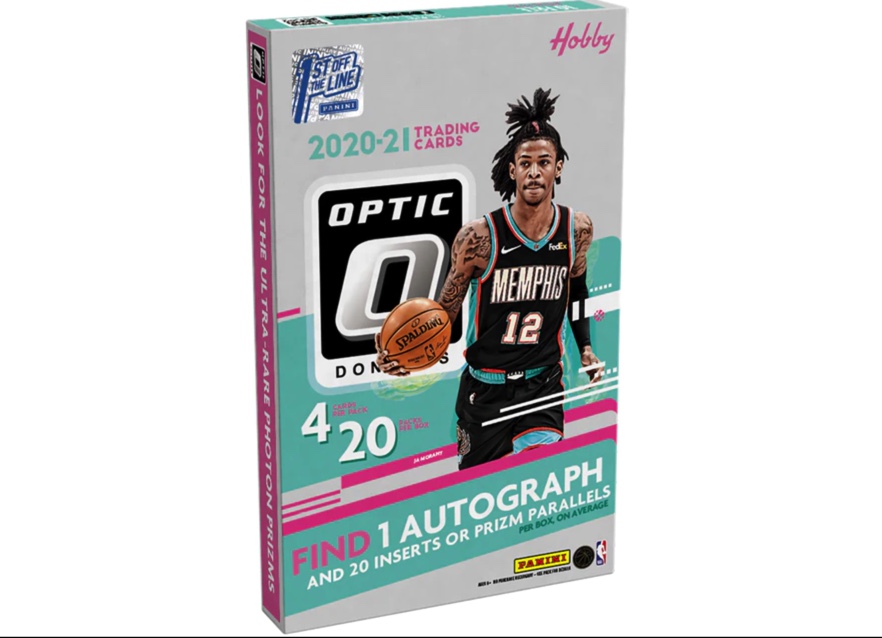 Hobby
1ST OFF
THE LINE
PANINI
2020-21 TRADING
CARDS
OPTIC
LOOK FOR THE ULTRA-RARE PHOTON PRIZMS
FedEx
MEMPHIS
12
SPALDING
4 CARDS
PER PACK
20 PACKS
PER BOX
JA MORANT
FIND 1 AUTOGRAPH
AND 20 INSERTS OR PRIZM PARALLELS
PER BOX, ON AVERAGE
PANINI